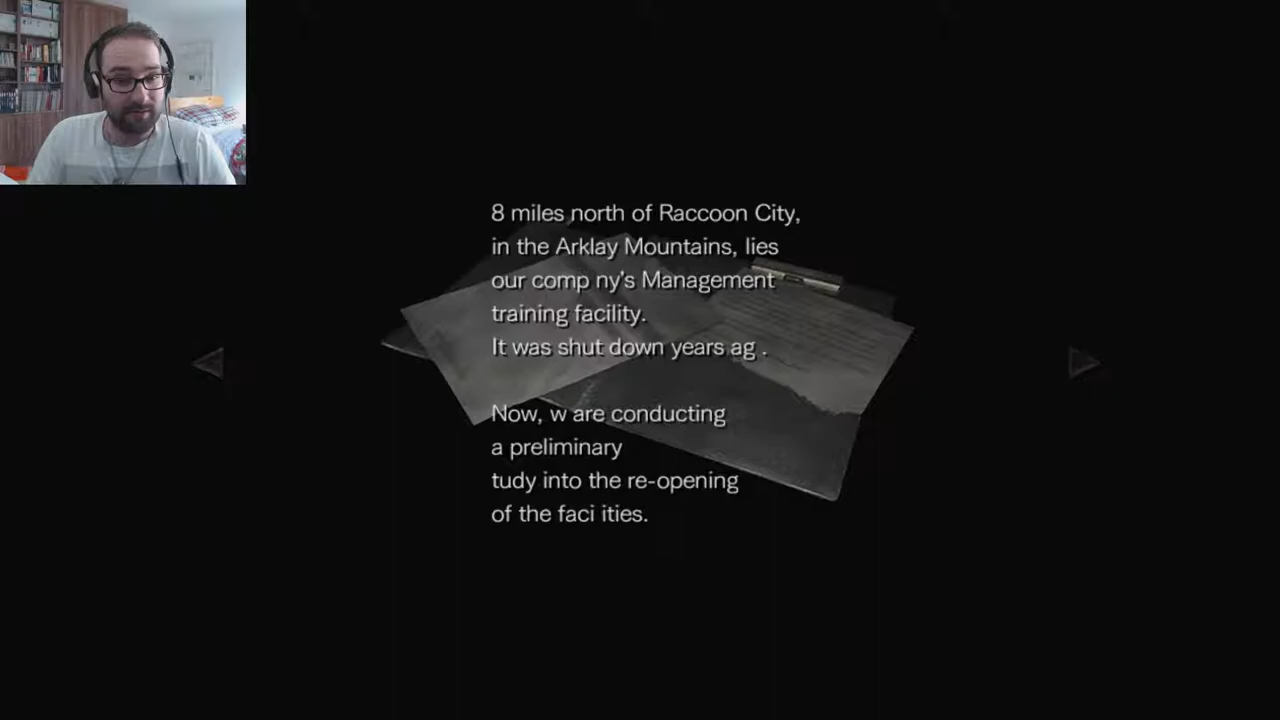 8 miles north of Raccoon City,
in the Arklay Mountains, lies
our comp ny's Management
training facility.
It was shut down years ag .
Now, w are conducting
a preliminary
tudy into the re-opening
of the faci ities.